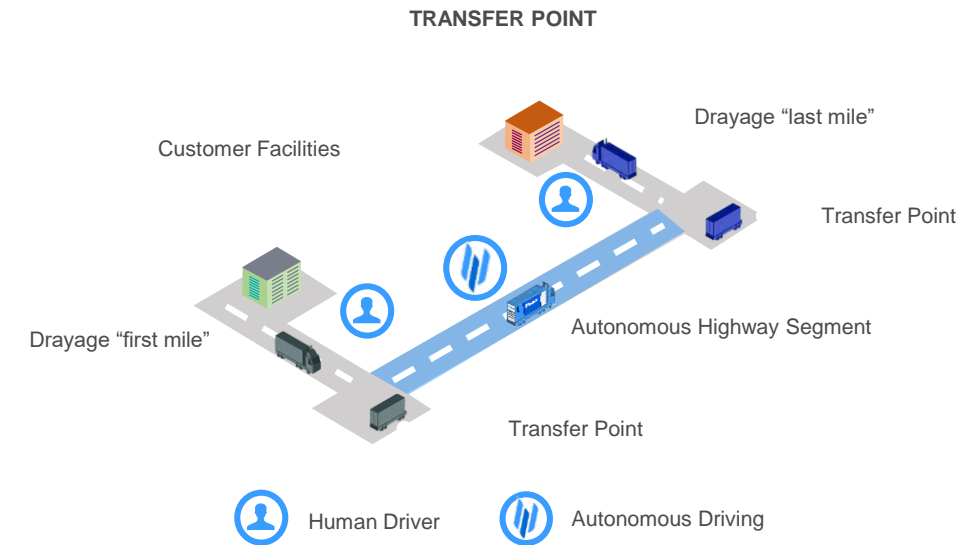 TRANSFER POINT
Drayage “last mile”
Customer Facilities
Transfer Point
Autonomous Highway Segment
Drayage “first mile”
Transfer Point
Human Driver
Autonomous Driving